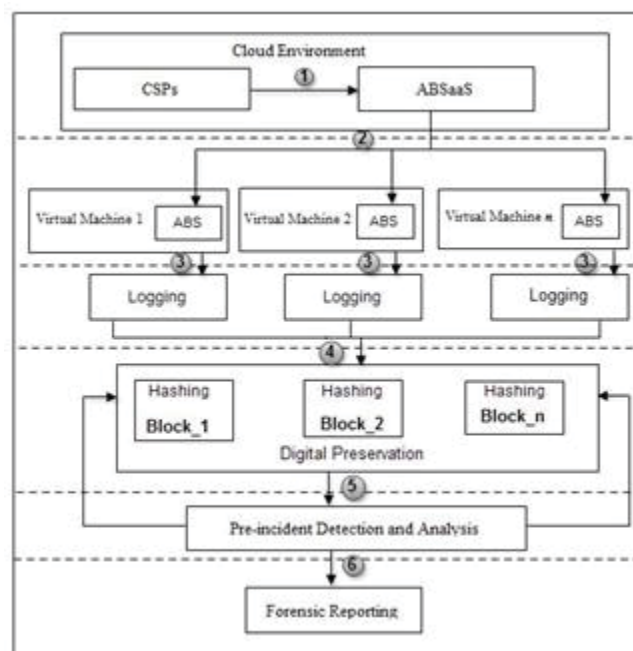 Cloud Environment
CSPs
1
ABSaaS
2
Virtual Machine 1
ABS
Virtual Machine 2
ABS
Virtual Machine n
ABS
3
3
3
Logging
Logging
Logging
4
Hashing
Block_1
Hashing
Block_2
Hashing
Block_n
Digital Preservation
5
Pre-incident Detection and Analysis
6
Forensic Reporting